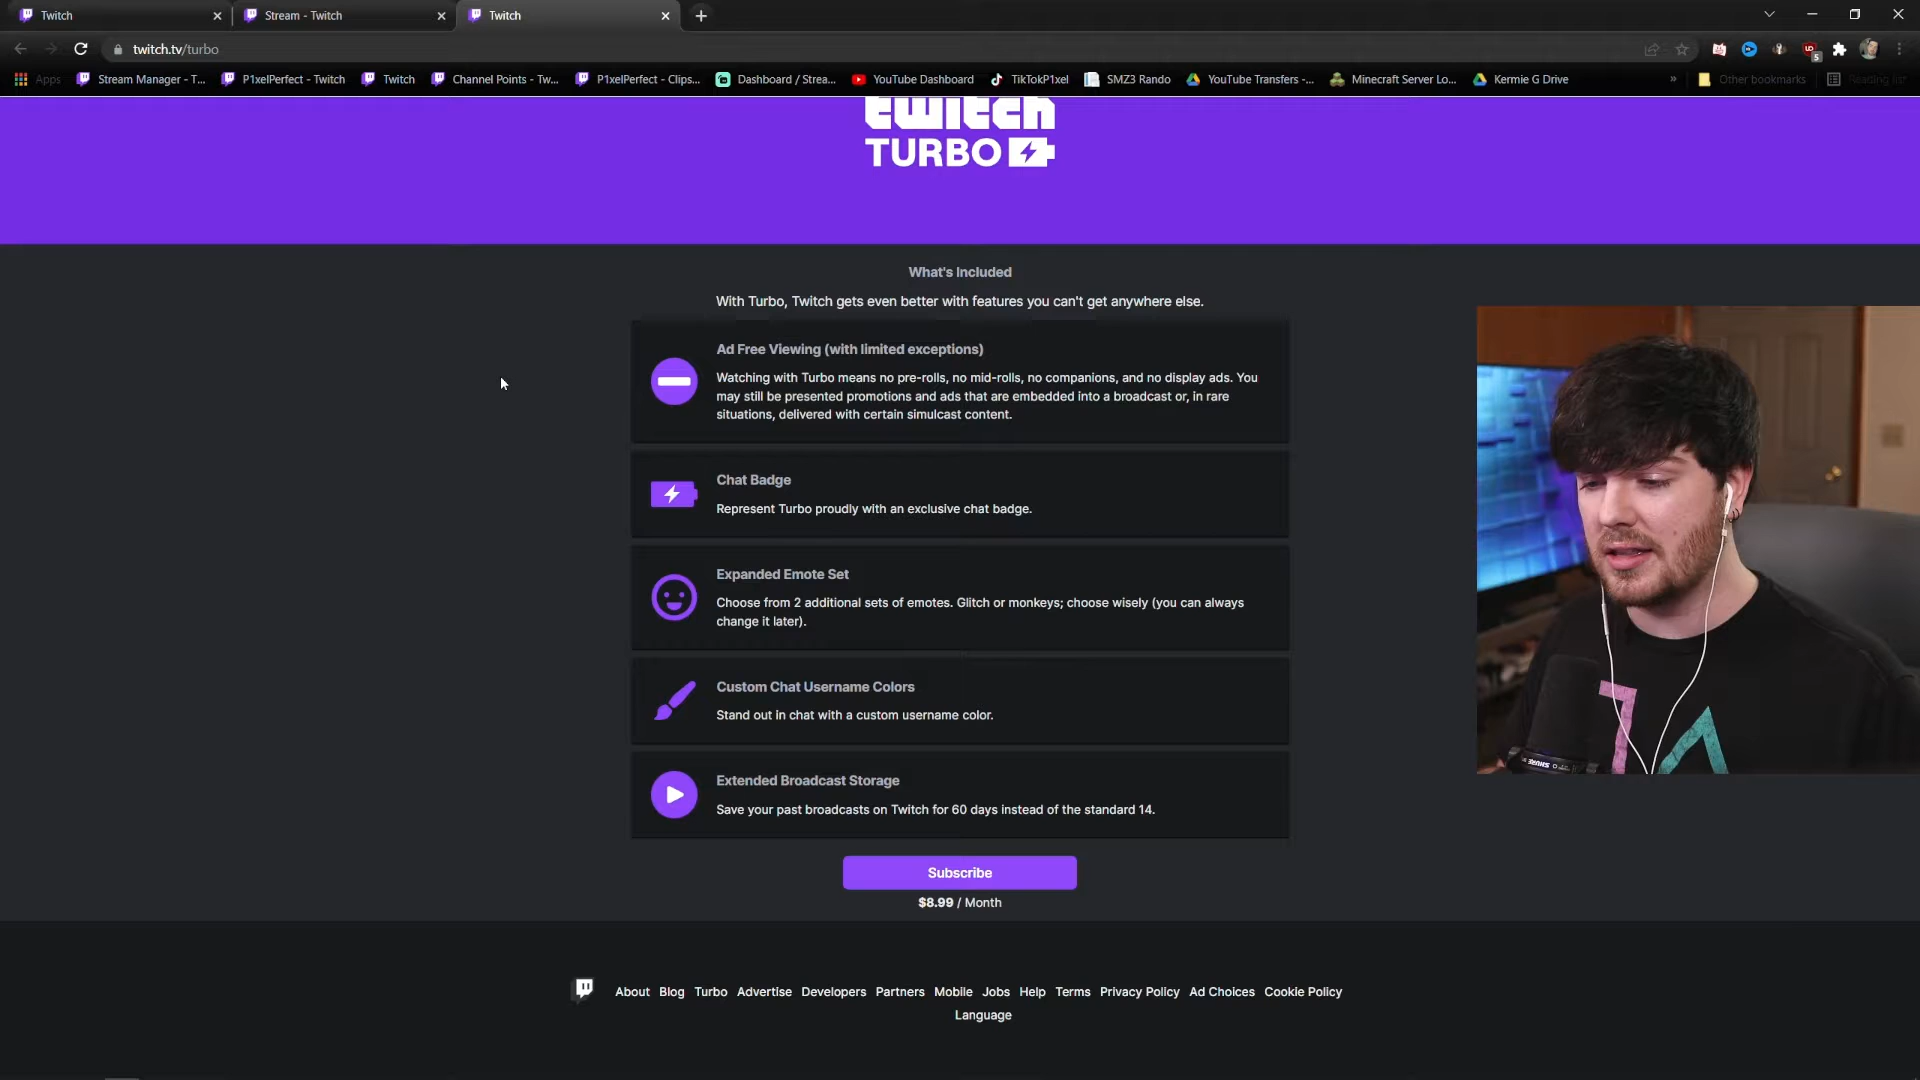 Twitch
Stream - Twitch
Twitch
twitch.tv/turbo
Apps
Stream Manager - T...
P1xelPerfect - Twitch
Twitch
Channel Points - Tw...
P1xelPerfect - Clips...
Dashboard / Strea...
YouTube Dashboard
TikTokP1xel
SMZ3 Rando
YouTube Transfers -...
Minecraft Server Lo...
Kermie G Drive
»
Other bookmarks
Reading list
twitch
TURBO
What's Included
With Turbo, Twitch gets even better with features you can't get anywhere else.
Ad Free Viewing (with limited exceptions)
Watching with Turbo means no pre-rolls, no mid-rolls, no companions, and no display ads. You
may still be presented promotions and ads that are embedded into a broadcast or, in rare
situations, delivered with certain simulcast content.
Chat Badge
Represent Turbo proudly with an exclusive chat badge.
Expanded Emote Set
Choose from 2 additional sets of emotes. Glitch or monkeys; choose wisely (you can always
change it later).
Custom Chat Username Colors
Stand out in chat with a custom username color.
Extended Broadcast Storage
Save your past broadcasts on Twitch for 60 days instead of the standard 14.
Subscribe
$8.99 / Month
About Blog Turbo Advertise Developers Partners Mobile Jobs Help Terms Privacy Policy Ad Choices Cookie Policy
Language
SHURE